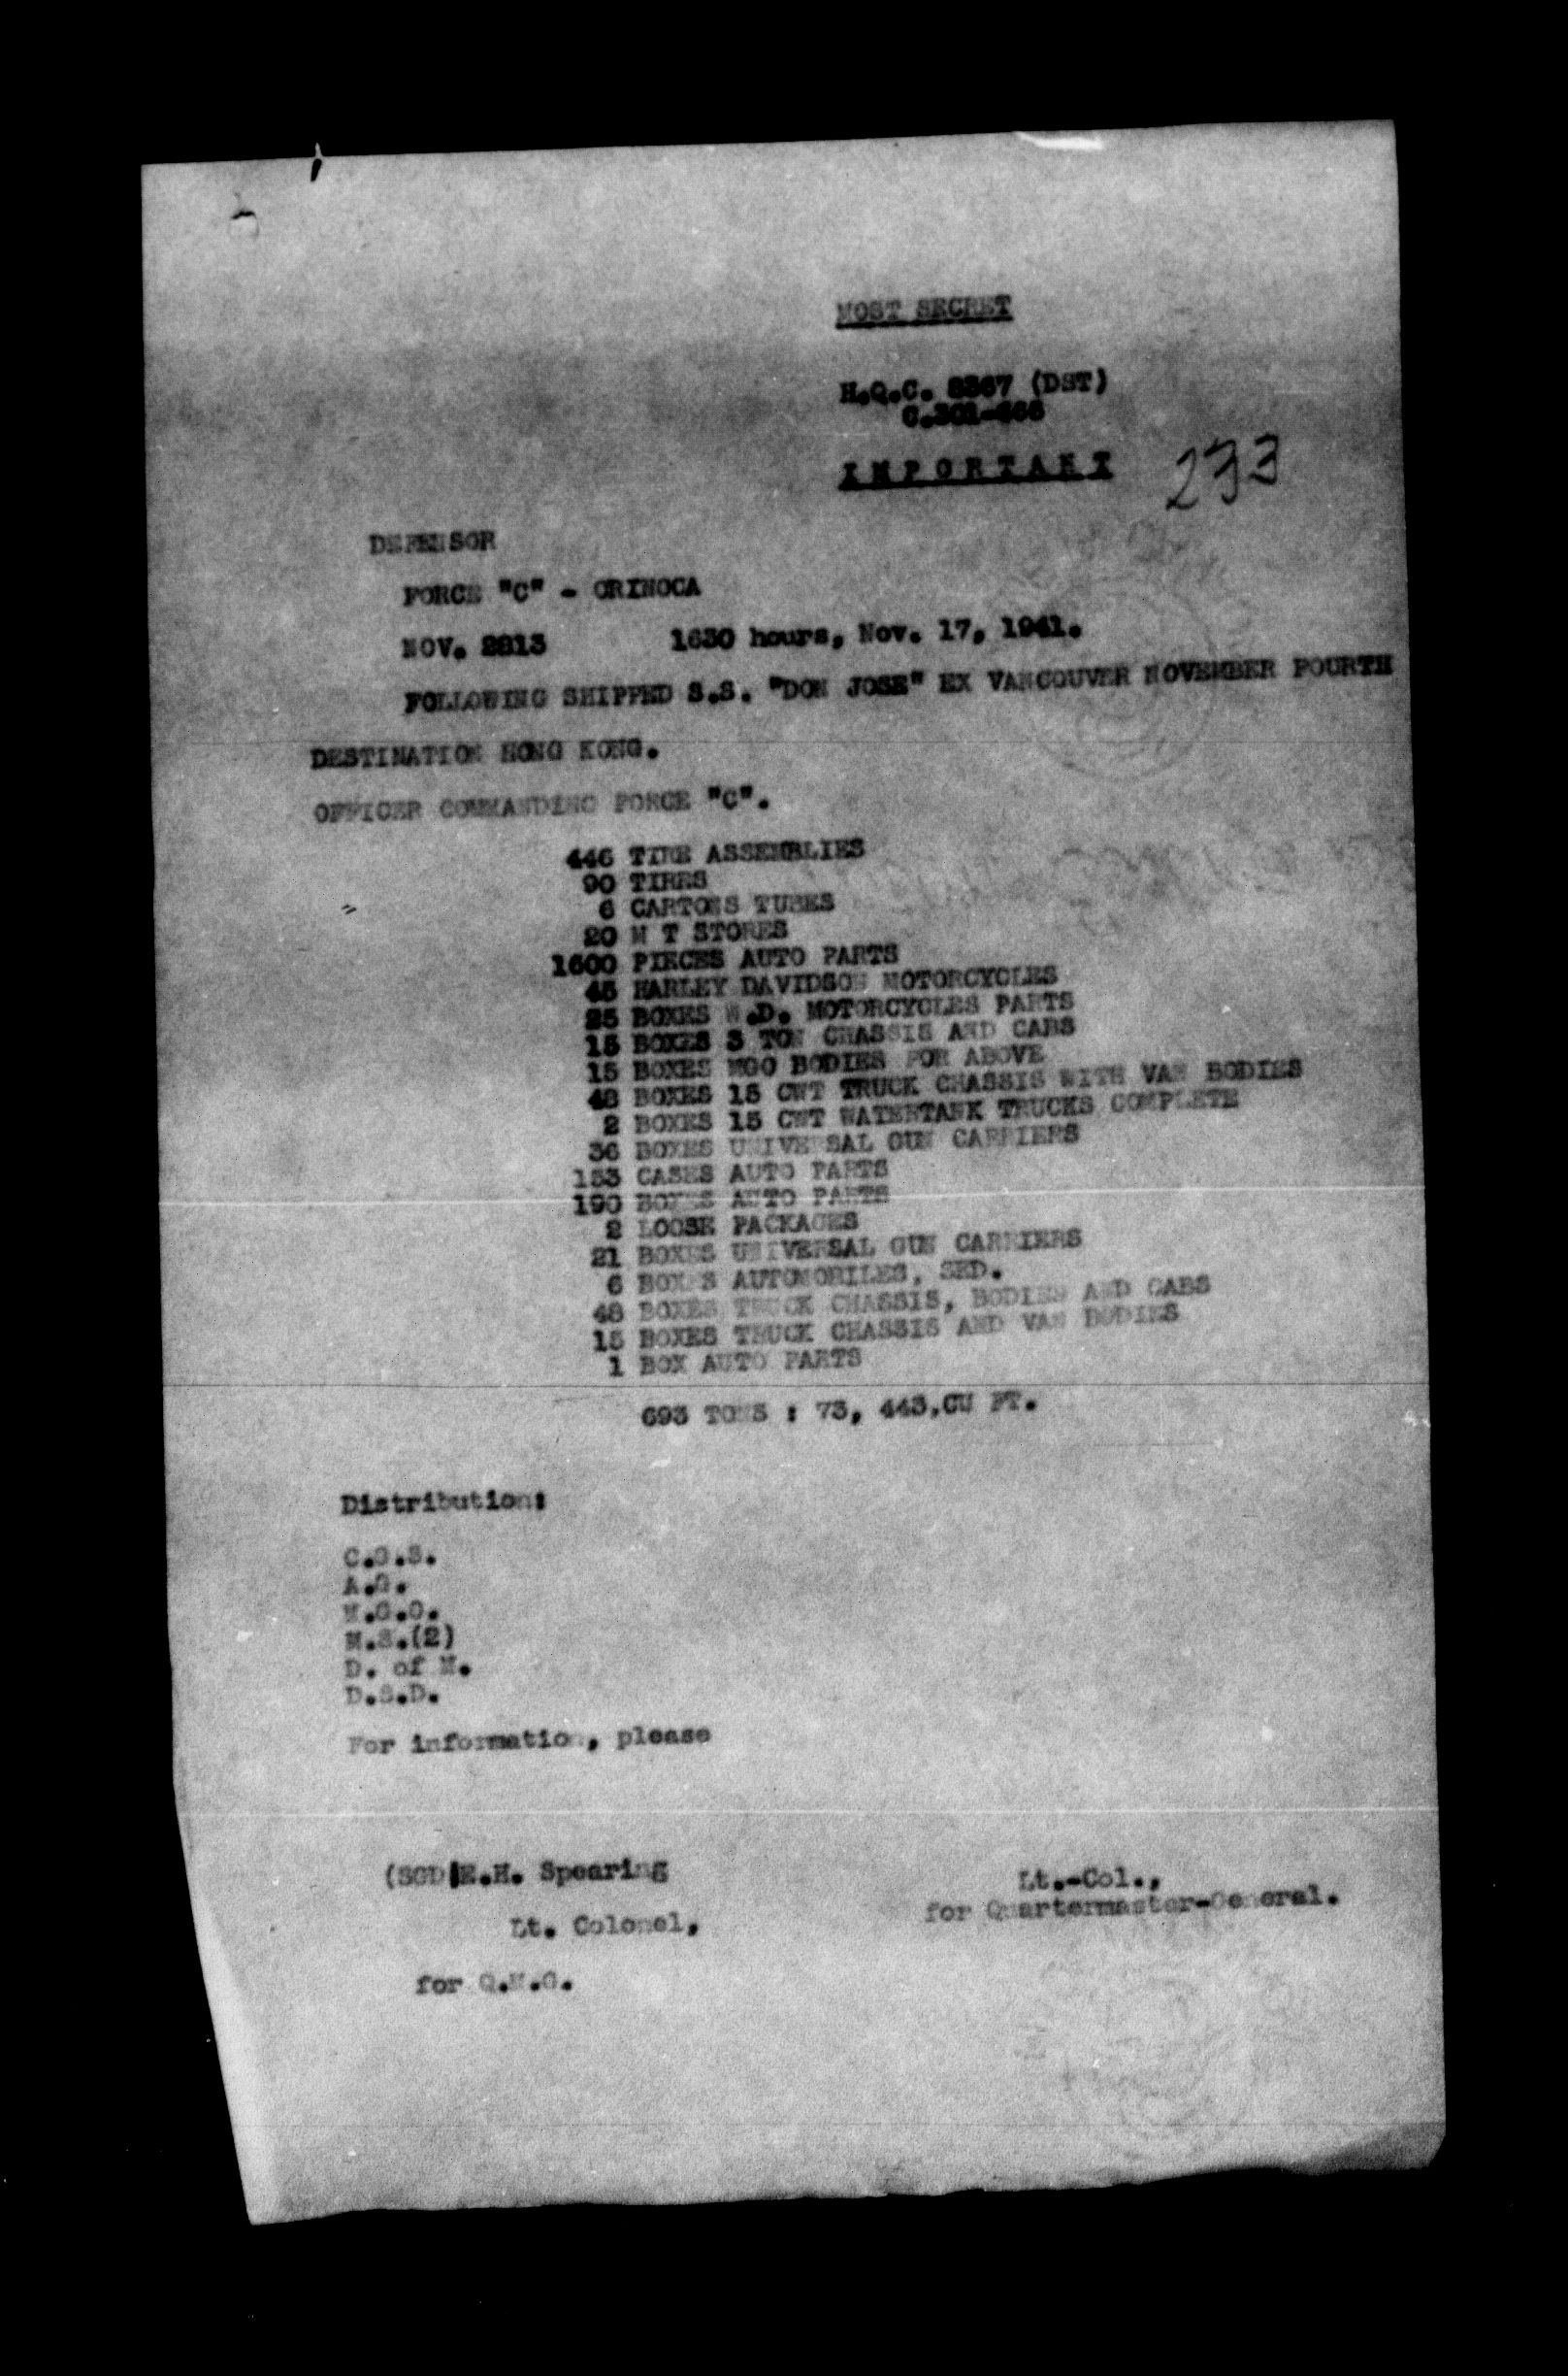 MOST SECRET
H.Q.C. 8367 (DST)
C.301-466
IMPORTANT
233
DEFENSOR
FORCE "C" - ORINOCA
NOV. 2813 1630 hours, Nov. 17, 1941.
FOLLOWING SHIPPED S.S. "DON JOSE" EX VANCOUVER NOVEMBER FOURTH
DESTINATION HONG KONG.
OFFICER COMMANDING FORCE "C".
446 TIRE ASSEMBLIES
90 TIRES
6 CARTONS TUBES
20 M T STORES
1600 PIECES AUTO PARTS
45 HARLEY DAVIDSON MOTORCYCLES
25 BOXES .D. MOTORCYCLES PARTS
15 BOXES 3 TON CHASSIS AND CABS
15 BOXES MGO BODIES FOR ABOVE
48 BOXES 15 CWT TRUCK CHASSIS WITH VAN BODIES
2 BOXES 15 CWT WATERTANK TRUCKS COMPLETE
36 BOXES UNIVERSAL GUN CARRIERS
153 CASES AUTO PARTS
190 BOXES AUTO PARTS
2 LOOSE PACKAGES
21 BOXES UNIVERSAL GUN CARRIERS
6 BOXES AUTOMOBILES, SED.
48 BOXES TRUCK CHASSIS, BODIES AND CABS
15 BOXES TRUCK CHASSIS AND VAN BODIES
1 BOX AUTO PARTS
693 TONS : 73, 443,CU FT.
Distribution:
C.G.S.
A.G.
M.G.O.
M.S.(2)
D. of M.
D.S.D.
For information, please
(SGD)E.H. Spearing
Lt. Colonel,
for Q.M.G.
Lt.-Col.,
for Quartermaster-General.